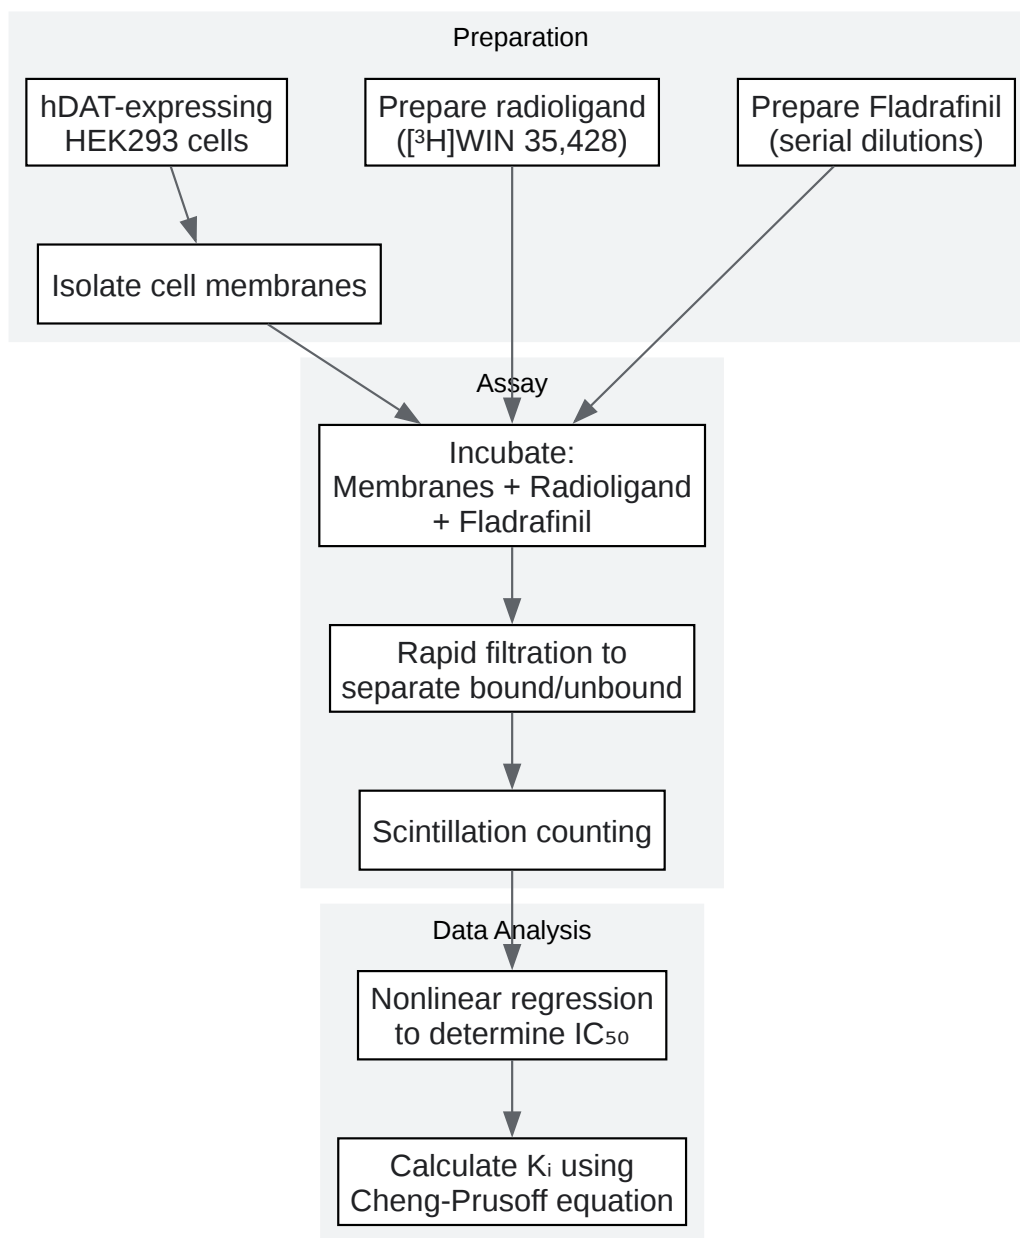 Preparation
hDAT-expressing
HEK293 cells
Prepare radioligand
([³H]WIN 35,428)
Prepare Fladrafinil
(serial dilutions)
Isolate cell membranes
Assay
Incubate:
Membranes + Radioligand
+ Fladrafinil
Rapid filtration to
separate bound/unbound
Scintillation counting
Data Analysis
Nonlinear regression
to determine IC₅₀
Calculate Kᵢ using
Cheng-Prusoff equation